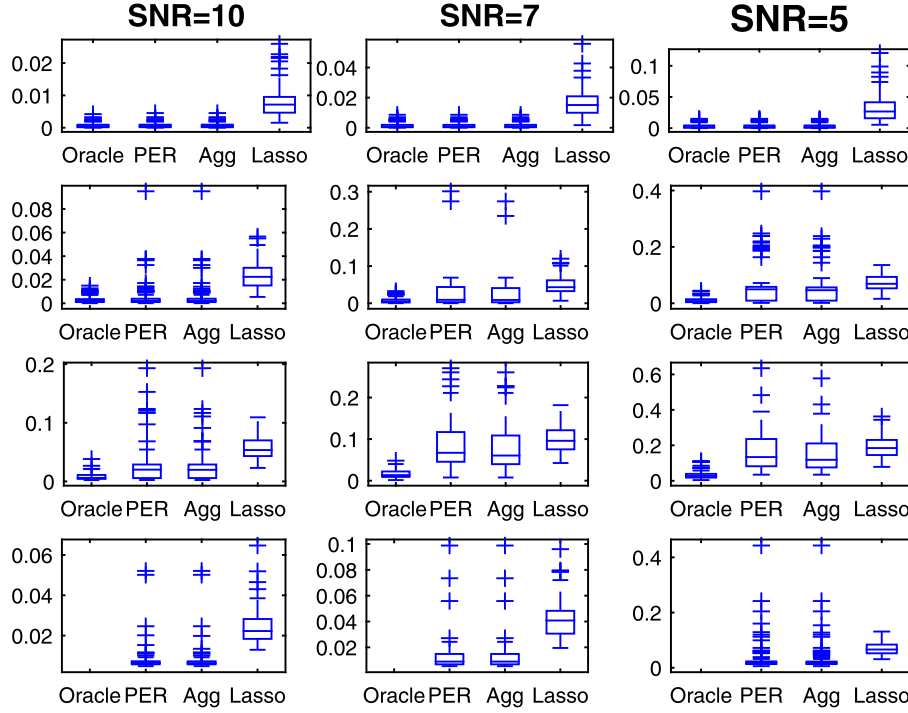 SNR=10 SNR=7 SNR=5
0.02 0.04 0.1
0.01 0.02 0.05
0 0 0
Oracle PER Agg Lasso Oracle PER Agg Lasso Oracle PER Agg Lasso
0.08 0.3 0.4
0.06 0.2
0.04 0.2
0.02 0.1
0 0 0
Oracle PER Agg Lasso Oracle PER Agg Lasso Oracle PER Agg Lasso
0.2 0.2 0.6
0.1 0.1 0.4
0.2
0 0 0
Oracle PER Agg Lasso Oracle PER Agg Lasso Oracle PER Agg Lasso
0.06 0.1 0.4
0.08
0.04 0.06 0.2
0.04
0.02 0.02 0
Oracle PER Agg Lasso Oracle PER Agg Lasso Oracle PER Agg Lasso